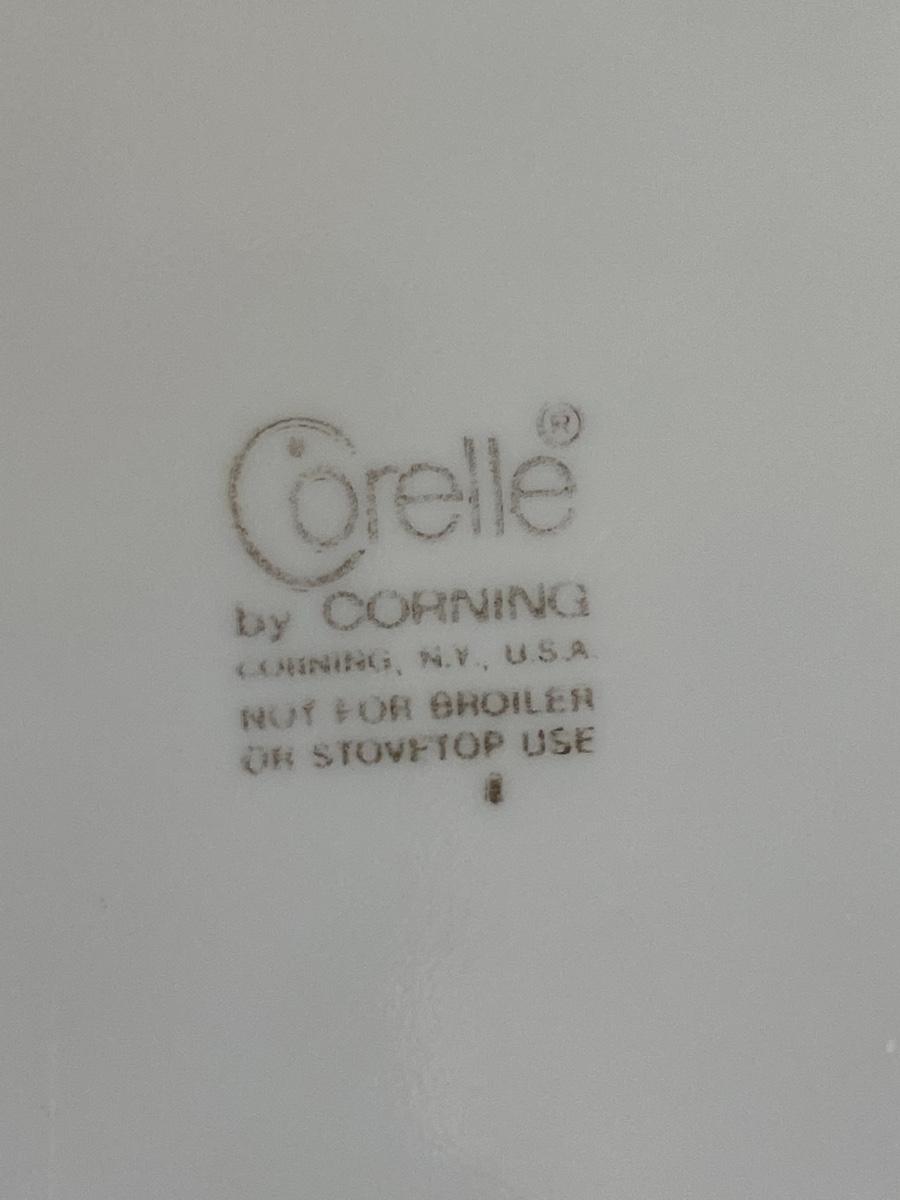 Corelle®
by CORNING
CORNING, N.Y., U.S.A.
NOT FOR BROILER
OR STOVETOP USE